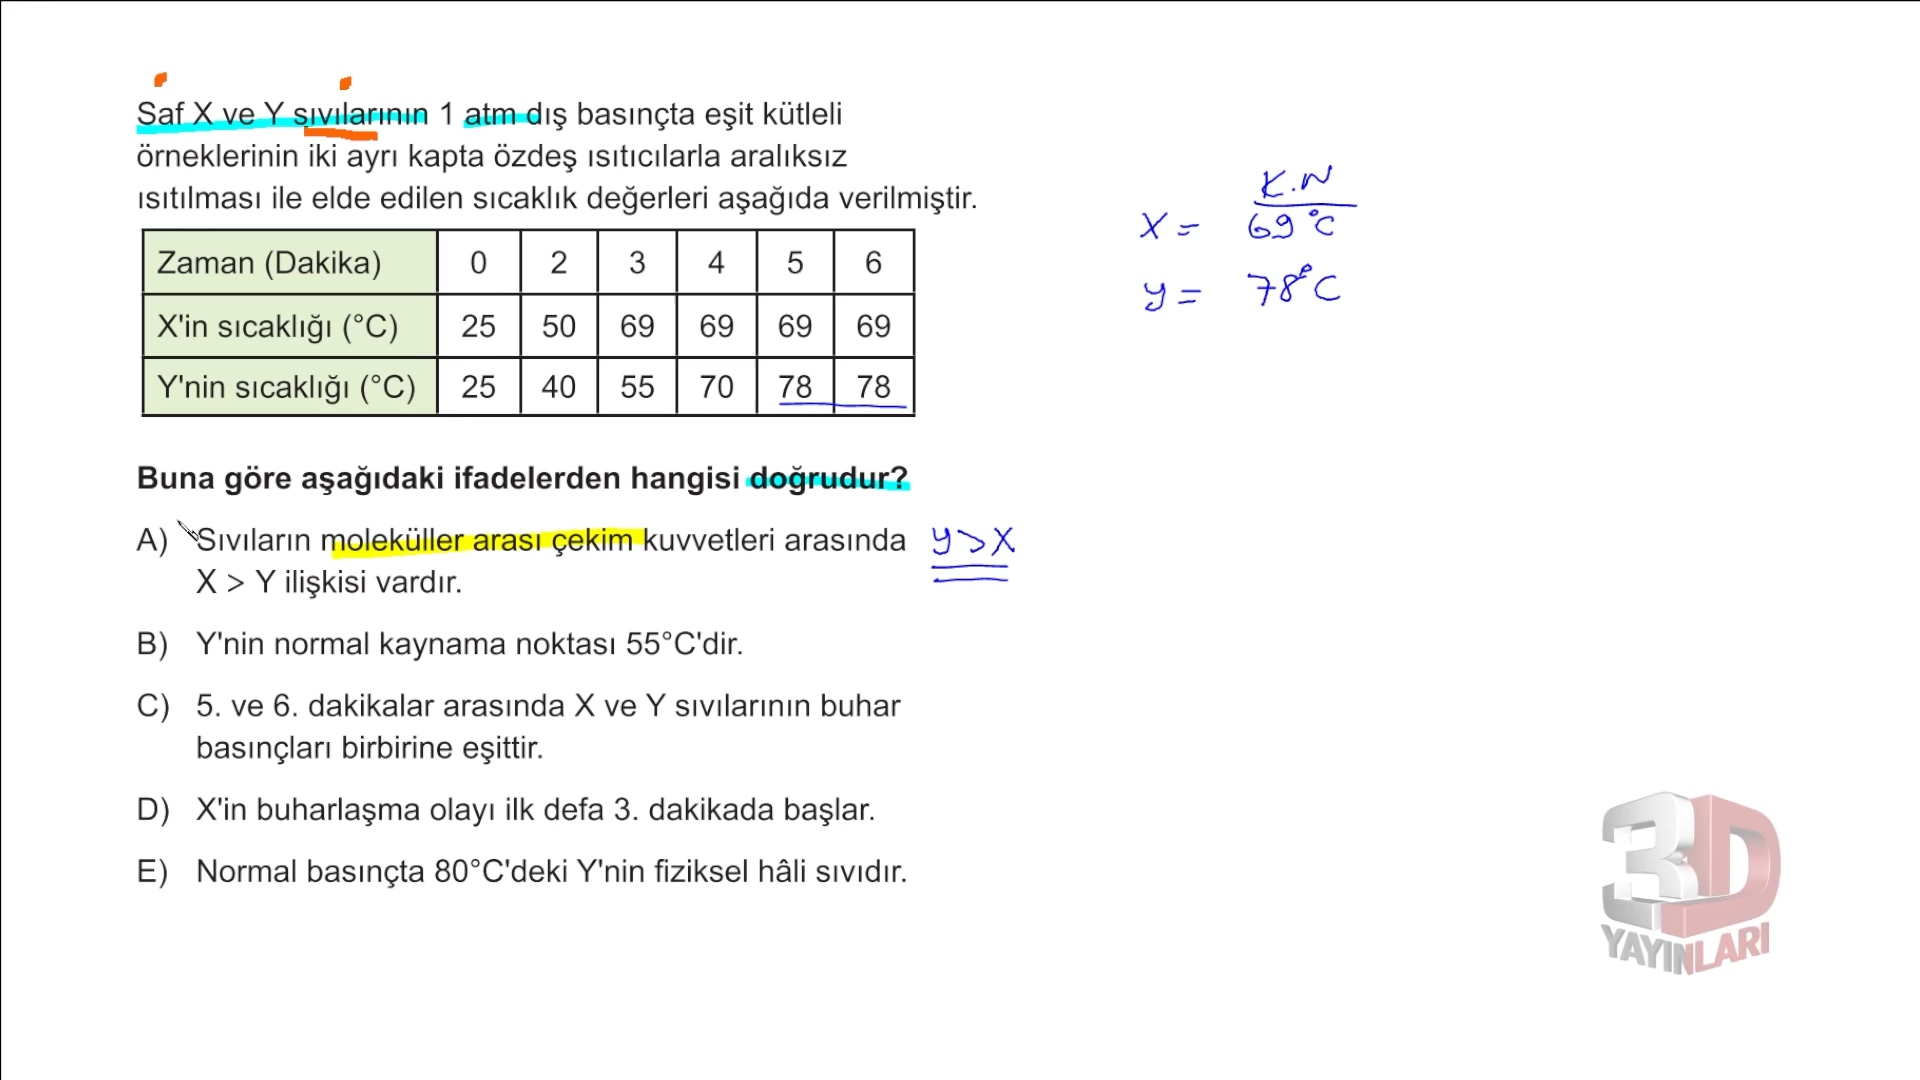 Saf X ve Y sıvılarının 1 atm dış basınçta eşit kütleli
örneklerinin iki ayrı kapta özdeş ısıtıcılarla aralıksız
ısıtılması ile elde edilen sıcaklık değerleri aşağıda verilmiştir.
Zaman (Dakika) 0 2 3 4 5 6
X'in sıcaklığı (°C) 25 50 69 69 69 69
Y'nin sıcaklığı (°C) 25 40 55 70 78 78
K.N
X = 69°C
y = 78°C
Buna göre aşağıdaki ifadelerden hangisi doğrudur?
A) Sıvıların moleküller arası çekim kuvvetleri arasında y>X
X > Y ilişkisi vardır.
B) Y'nin normal kaynama noktası 55°C'dir.
C) 5. ve 6. dakikalar arasında X ve Y sıvılarının buhar
basınçları birbirine eşittir.
D) X'in buharlaşma olayı ilk defa 3. dakikada başlar.
E) Normal basınçta 80°C'deki Y'nin fiziksel hâli sıvıdır.
3D
YAYINLARI